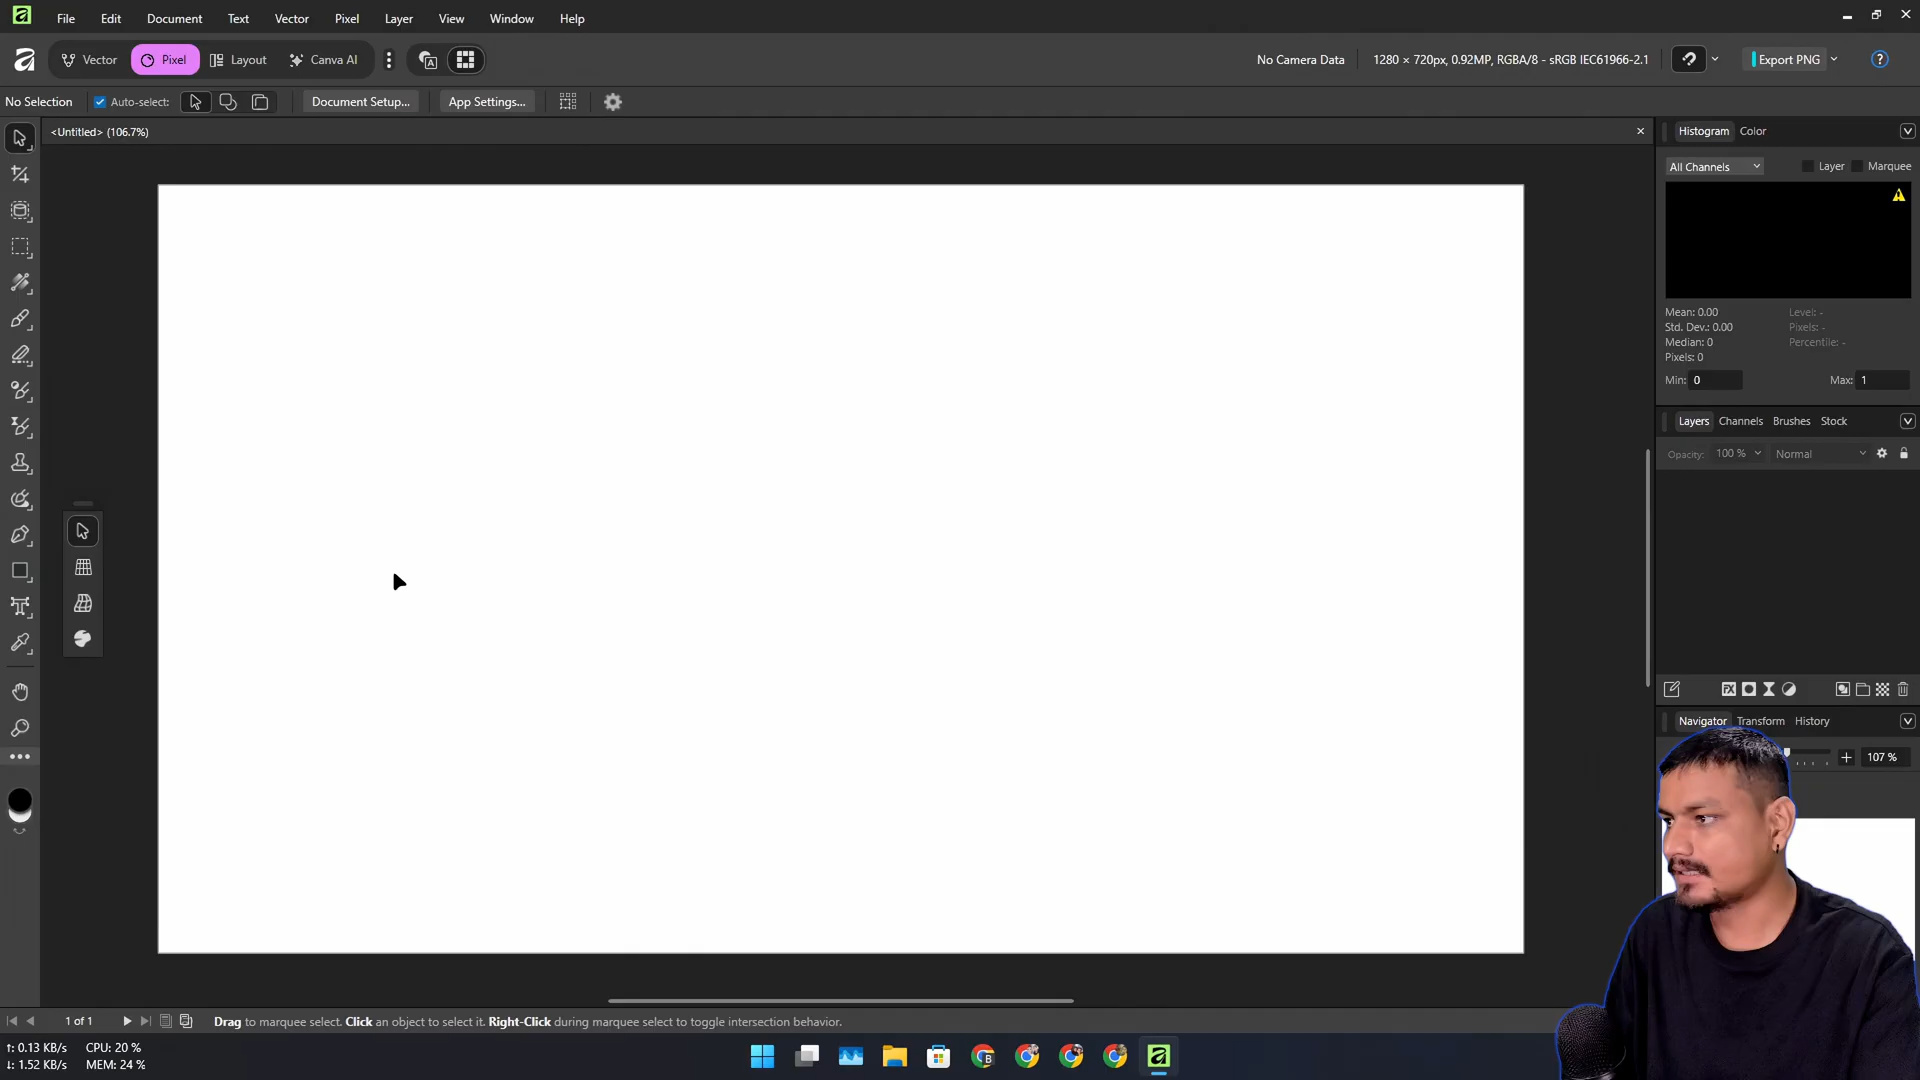 File Edit Document Text Vector Pixel Layer View Window Help
Vector Pixel Layout Canva AI No Camera Data 1280 × 720px, 0.92MP, RGBA/8 - sRGB IEC61966-2.1 Export PNG
No Selection Auto-select: Document Setup... App Settings...
<Untitled> (106.7%)
Histogram Color
All Channels Layer Marquee
Mean: 0.00 Level: -
Std. Dev.: 0.00 Pixels: -
Median: 0 Percentile: -
Pixels: 0
Min: 0 Max: 1
Layers Channels Brushes Stock
Opacity: 100 % Normal
Navigator Transform History
107 %
1 of 1 Drag to marquee select. Click an object to select it. Right-Click during marquee select to toggle intersection behavior.
↑: 0.13 KB/s CPU: 20 %
↓: 1.52 KB/s MEM: 24 %